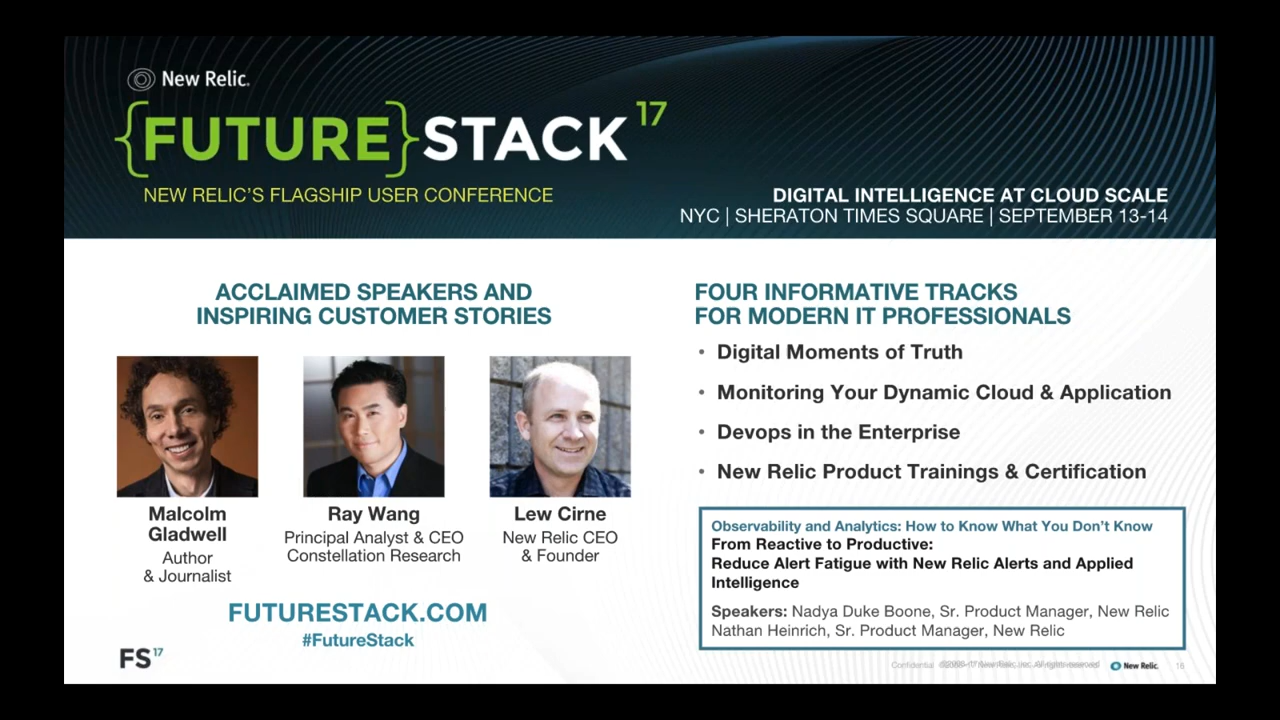 New Relic.
{FUTURE}STACK 17
NEW RELIC'S FLAGSHIP USER CONFERENCE
DIGITAL INTELLIGENCE AT CLOUD SCALE
NYC | SHERATON TIMES SQUARE | SEPTEMBER 13-14
ACCLAIMED SPEAKERS AND
INSPIRING CUSTOMER STORIES
Malcolm
Gladwell
Author
& Journalist
Ray Wang
Principal Analyst & CEO
Constellation Research
Lew Cirne
New Relic CEO
& Founder
FUTURESTACK.COM
#FutureStack
FS17
FOUR INFORMATIVE TRACKS
FOR MODERN IT PROFESSIONALS
• Digital Moments of Truth
• Monitoring Your Dynamic Cloud & Application
• Devops in the Enterprise
• New Relic Product Trainings & Certification
Observability and Analytics: How to Know What You Don't Know
From Reactive to Productive:
Reduce Alert Fatigue with New Relic Alerts and Applied
Intelligence
Speakers: Nadya Duke Boone, Sr. Product Manager, New Relic
Nathan Heinrich, Sr. Product Manager, New Relic
Confidential
New Relic.
16